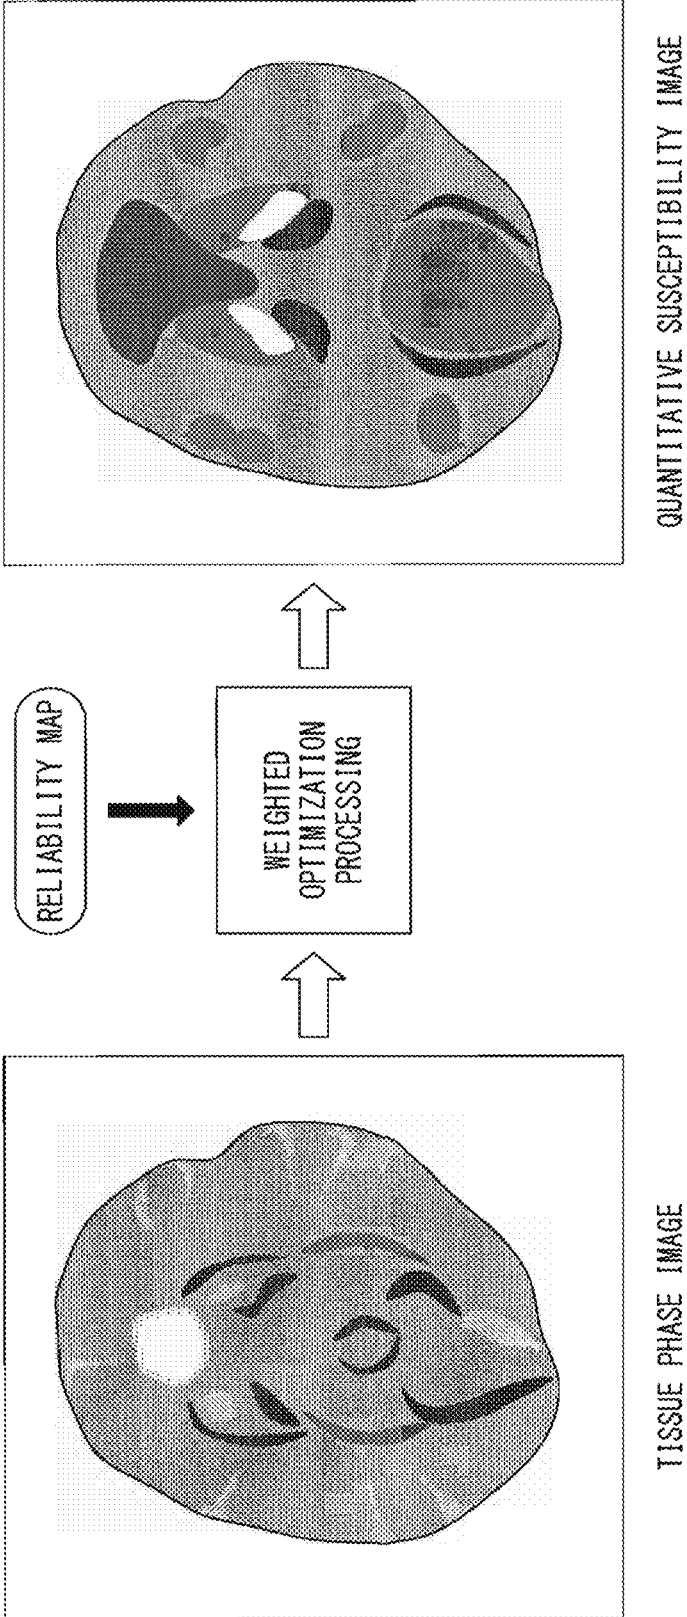 RELIABILITY MAP
WEIGHTED
OPTIMIZATION
PROCESSING
TISSUE PHASE IMAGE
QUANTITATIVE SUSCEPTIBILITY IMAGE